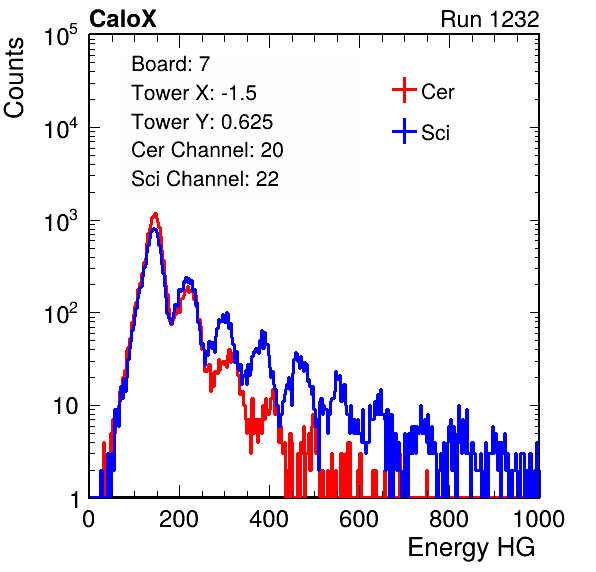 CaloX Run 1232
Counts
10^5
10^4
10^3
10^2
10
1
Board: 7
Tower X: -1.5
Tower Y: 0.625
Cer Channel: 20
Sci Channel: 22
Cer
Sci
0 200 400 600 800 1000
Energy HG